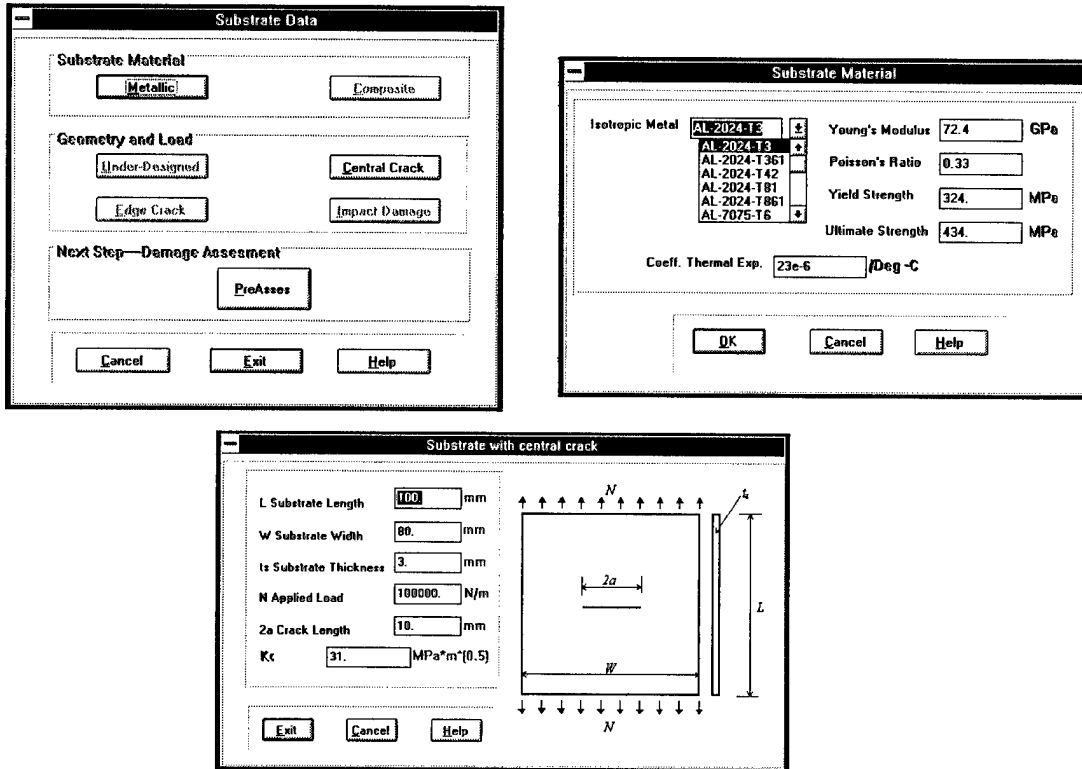 Substrate Data
Substrate Material
Metallic
Composite
Geometry and Load
Under-Designed
Central Crack
Edge Crack
Impact Damage
Next Step—Damage Assesment
PreAsses
Cancel
Exit
Help
Substrate Material
Isotropic Metal
AL-2024-T3
AL-2024-T3
AL-2024-T361
AL-2024-T42
AL-2024-T81
AL-2024-T861
AL-7075-T6
Young's Modulus 72.4 GPa
Poisson's Ratio 0.33
Yield Strength 324. MPa
Ultimate Strength 434. MPa
Coeff. Thermal Exp. 23e-6 /Deg -C
OK
Cancel
Help
Substrate with central crack
L Substrate Length 100. mm
W Substrate Width 80. mm
ts Substrate Thickness 3. mm
N Applied Load 100000. N/m
2a Crack Length 10. mm
Kc 31. MPa*m^(0.5)
Exit
Cancel
Help
N
2a
W
N
ts
L